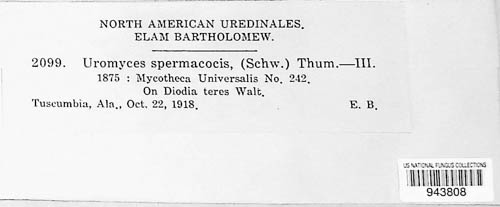 NORTH AMERICAN UREDINALES.
ELAM BARTHOLOMEW.
2099. Uromyces spermacocis, (Schw.) Thum.—III.
1875 : Mycotheca Universalis No. 242.
On Diodia teres Walt.
Tuscumbia, Ala., Oct. 22, 1918. E. B.
US NATIONAL FUNGUS COLLECTIONS
943808